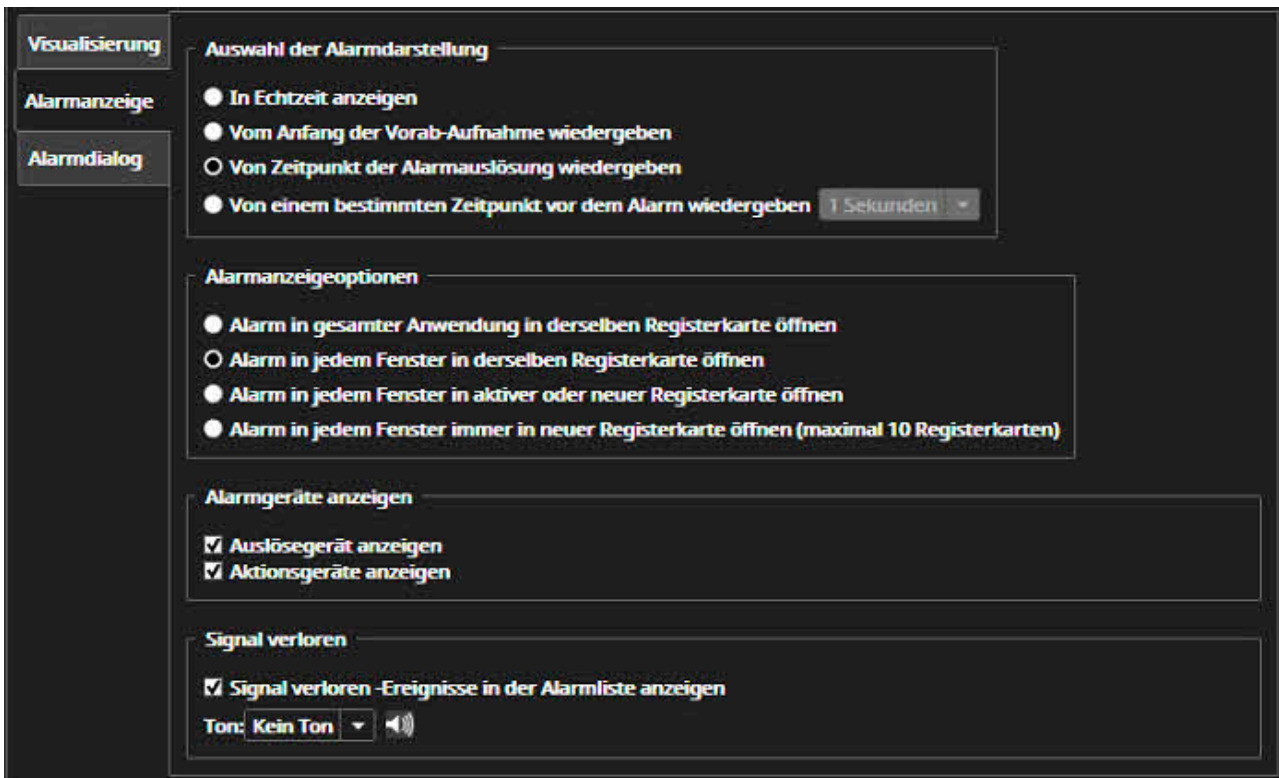 Visualisierung
Alarmanzeige
Alarmdialog
Auswahl der Alarmdarstellung
In Echtzeit anzeigen
Vom Anfang der Vorab-Aufnahme wiedergeben
Von Zeitpunkt der Alarmauslösung wiedergeben
Von einem bestimmten Zeitpunkt vor dem Alarm wiedergeben 1 Sekunden
Alarmanzeigeoptionen
Alarm in gesamter Anwendung in derselben Registerkarte öffnen
Alarm in jedem Fenster in derselben Registerkarte öffnen
Alarm in jedem Fenster in aktiver oder neuer Registerkarte öffnen
Alarm in jedem Fenster immer in neuer Registerkarte öffnen (maximal 10 Registerkarten)
Alarmgeräte anzeigen
Auslösegerät anzeigen
Aktionsgeräte anzeigen
Signal verloren
Signal verloren -Ereignisse in der Alarmliste anzeigen
Ton: Kein Ton